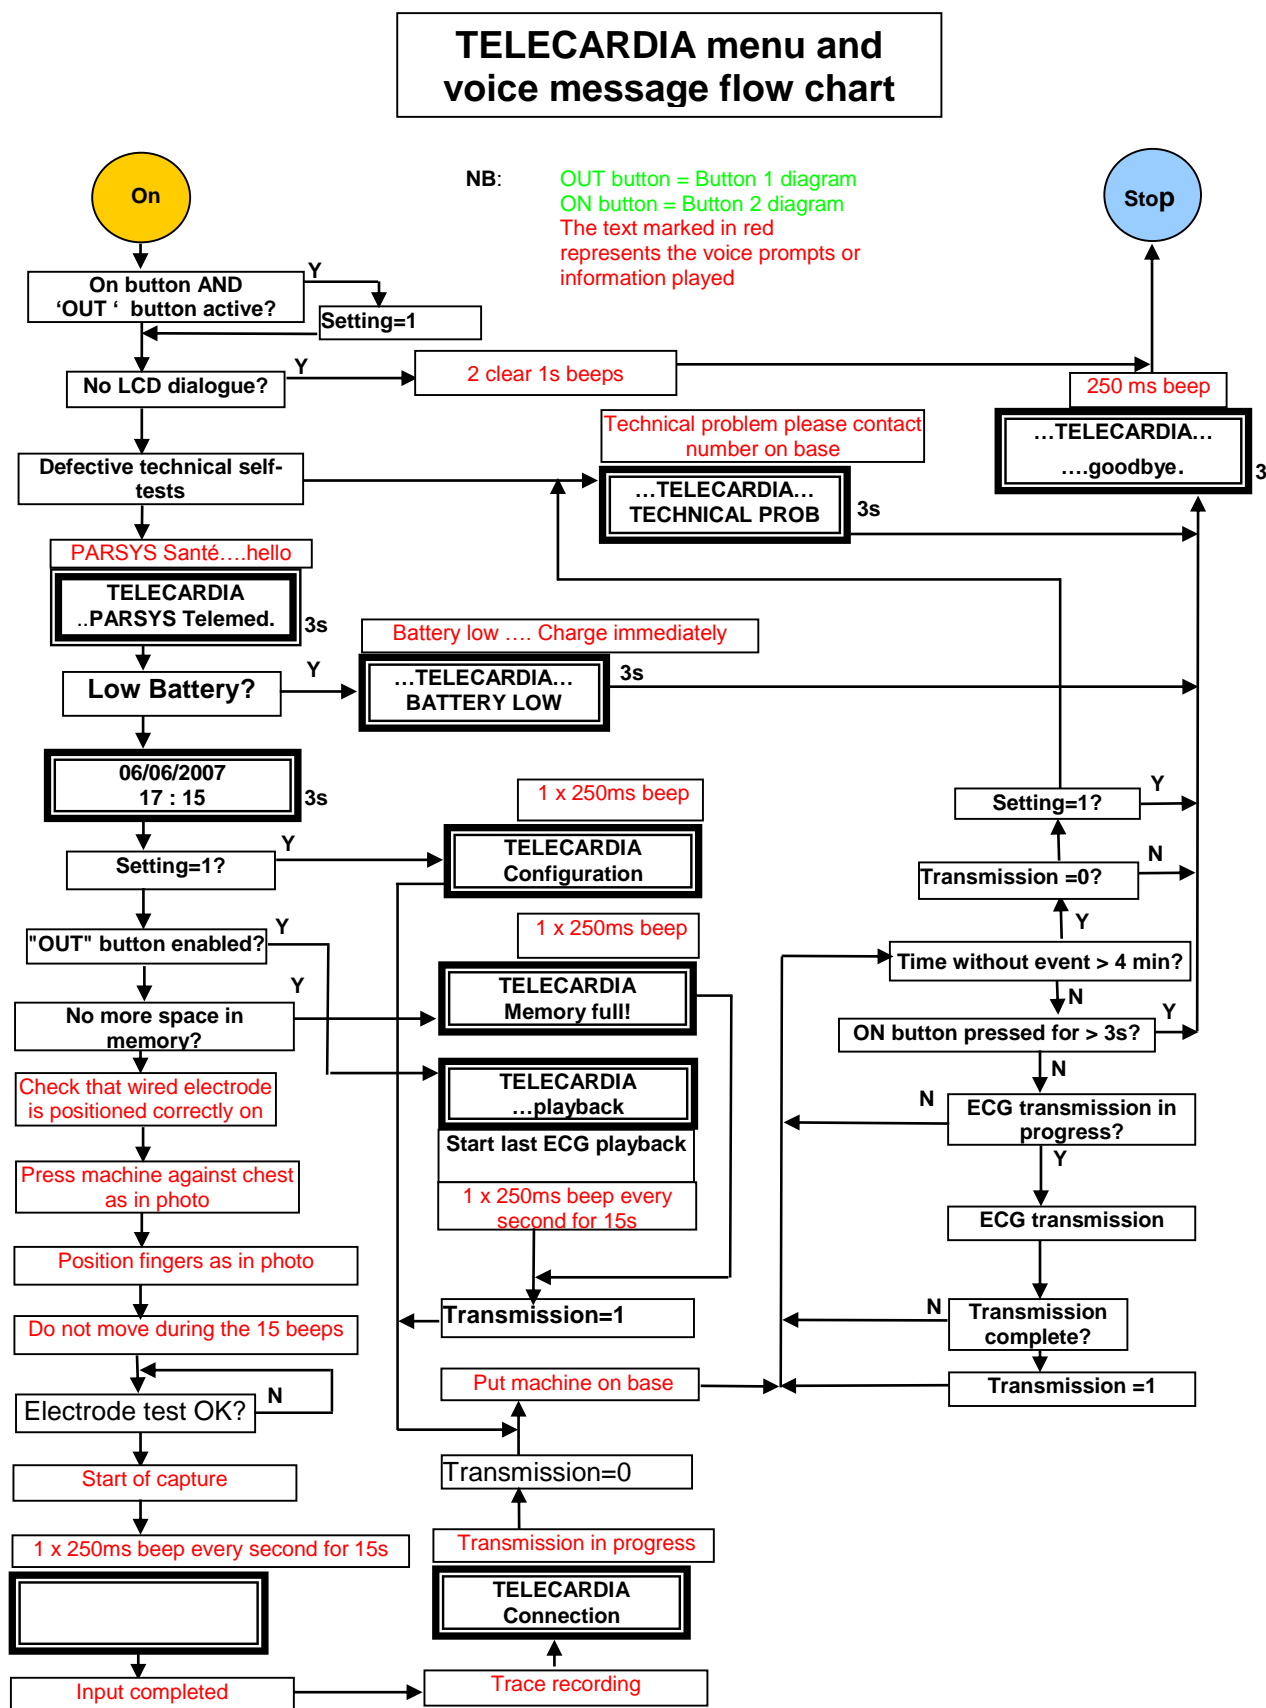 TELECARDIA menu and
voice message flow chart
On
NB:
OUT button = Button 1 diagram
ON button = Button 2 diagram
The text marked in red
represents the voice prompts or
information played
Stop
On button AND
‘OUT ‘ button active?
Y
Setting=1
No LCD dialogue?
Y
2 clear 1s beeps
250 ms beep
...TELECARDIA...
....goodbye.
3
Technical problem please contact
number on base
Defective technical self-
tests
...TELECARDIA...
TECHNICAL PROB
3s
PARSYS Santé....hello
TELECARDIA
..PARSYS Telemed.
3s
Battery low .... Charge immediately
Low Battery?
Y
...TELECARDIA...
BATTERY LOW
3s
06/06/2007
17 : 15
3s
1 x 250ms beep
Setting=1?
Y
TELECARDIA
Configuration
Setting=1?
Y
Transmission =0?
N
Y
"OUT" button enabled?
Y
1 x 250ms beep
Time without event > 4 min?
N
No more space in
memory?
Y
TELECARDIA
Memory full!
ON button pressed for > 3s?
Y
N
Check that wired electrode
is positioned correctly on
TELECARDIA
...playback
Start last ECG playback
1 x 250ms beep every
second for 15s
N
ECG transmission in
progress?
Y
Press machine against chest
as in photo
ECG transmission
Position fingers as in photo
Do not move during the 15 beeps
Transmission=1
N
Transmission
complete?
Electrode test OK?
N
Put machine on base
Transmission =1
Start of capture
Transmission=0
1 x 250ms beep every second for 15s
Transmission in progress
TELECARDIA
Connection
Input completed
Trace recording